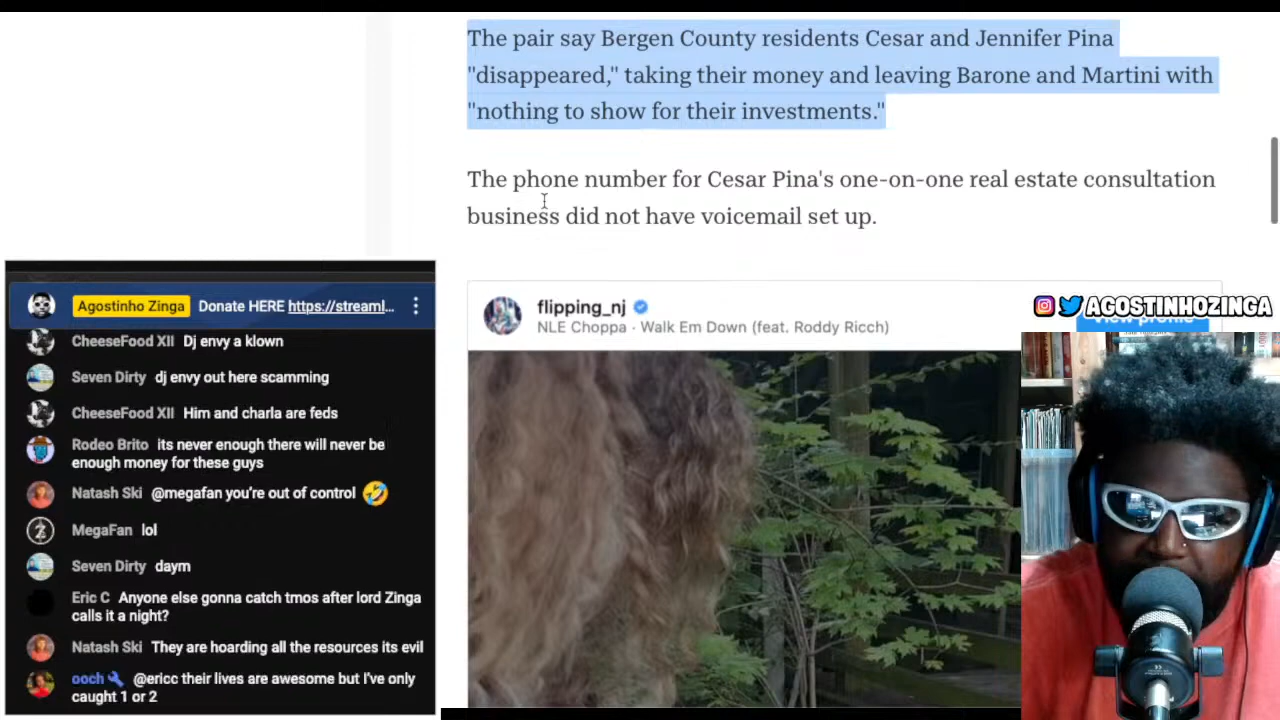 The pair say Bergen County residents Cesar and Jennifer Pina
"disappeared," taking their money and leaving Barone and Martini with
"nothing to show for their investments."
The phone number for Cesar Pina's one-on-one real estate consultation
business did not have voicemail set up.
flipping_nj
NLE Choppa · Walk Em Down (feat. Roddy Ricch)
AGOSTINHOZINGA
Agostinho Zinga Donate HERE https://streaml...
CheeseFood XII Dj envy a klown
Seven Dirty dj envy out here scamming
CheeseFood XII Him and charla are feds
Rodeo Brito its never enough there will never be
enough money for these guys
Natash Ski @megafan you're out of control 🤣
MegaFan lol
Seven Dirty daym
Eric C Anyone else gonna catch tmos after lord Zinga
calls it a night?
Natash Ski They are hoarding all the resources its evil
ooch @ericc their lives are awesome but I've only
caught 1 or 2